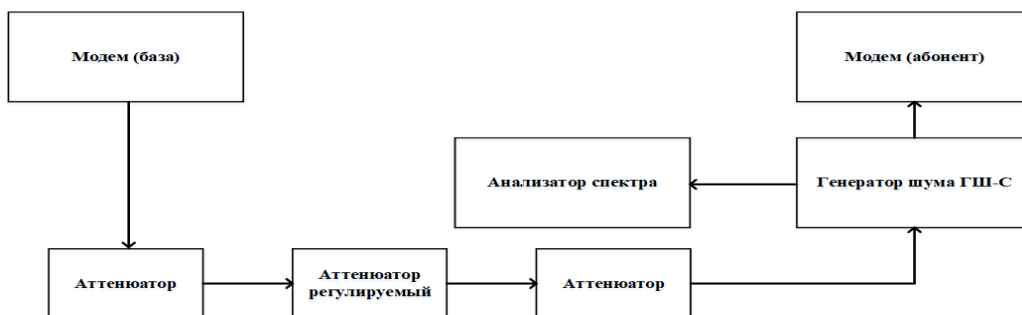 Модем (база)
Модем (абонент)
Анализатор спектра
Генератор шума ГШ-С
Аттенюатор
Аттенюатор
регулируемый
Аттенюатор